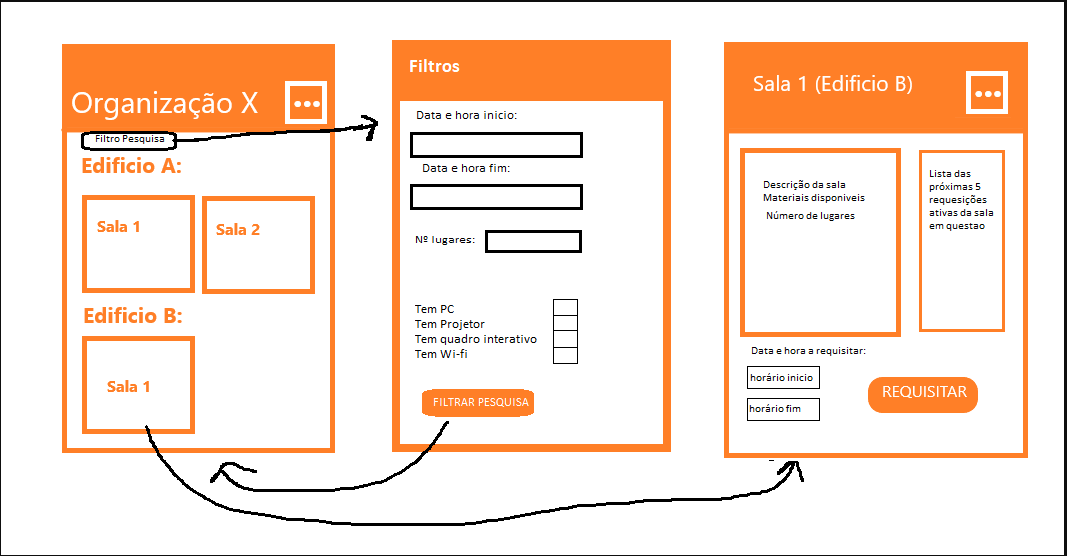 Organização X
...
Filtro Pesquisa
Edificio A:
Sala 1
Sala 2
Edificio B:
Sala 1
Filtros
Data e hora inicio:
Data e hora fim:
Nº lugares:
Tem PC
Tem Projetor
Tem quadro interativo
Tem Wi-fi
FILTRAR PESQUISA
Sala 1 (Edificio B)
...
Descrição da sala
Materiais disponiveis
Número de lugares
Lista das
próximas 5
requesições
ativas da sala
em questao
Data e hora a requisitar:
horário inicio
horário fim
REQUISITAR